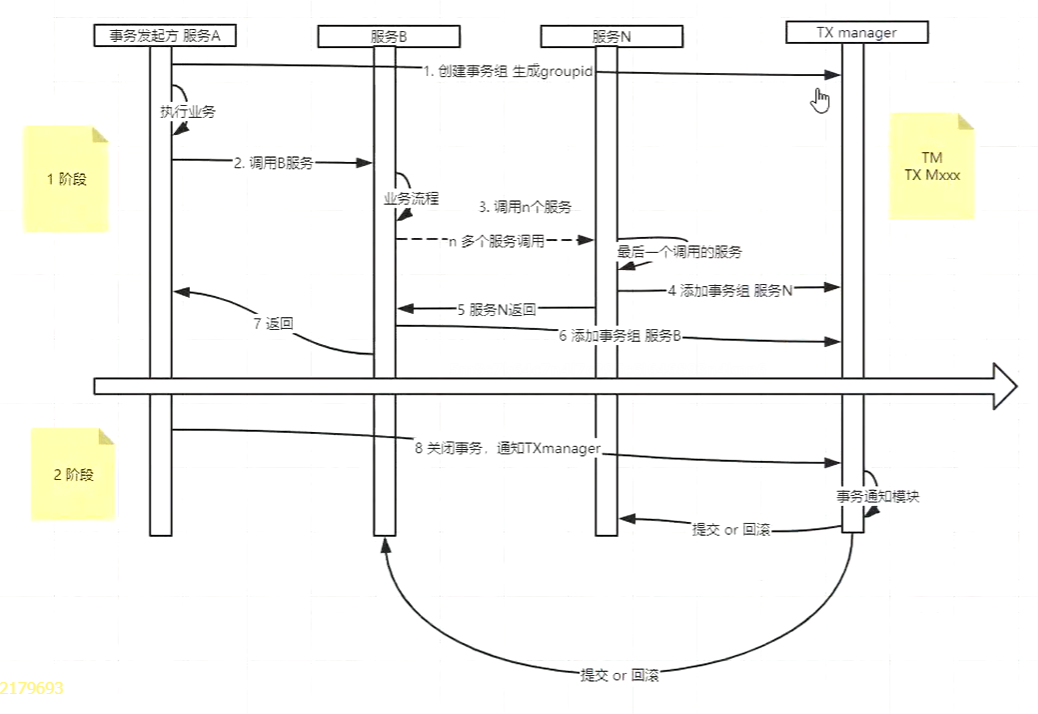 事务发起方 服务A
服务B
服务N
TX manager
1. 创建事务组 生成groupid
执行业务
1 阶段
TM
TX Mxxx
2. 调用B服务
业务流程
3. 调用n个服务
n 多个服务调用
最后一个调用的服务
4 添加事务组 服务N
5 服务N返回
7 返回
6 添加事务组 服务B
2 阶段
8 关闭事务，通知TXmanager
事务通知模块
提交 or 回滚
提交 or 回滚
2179693